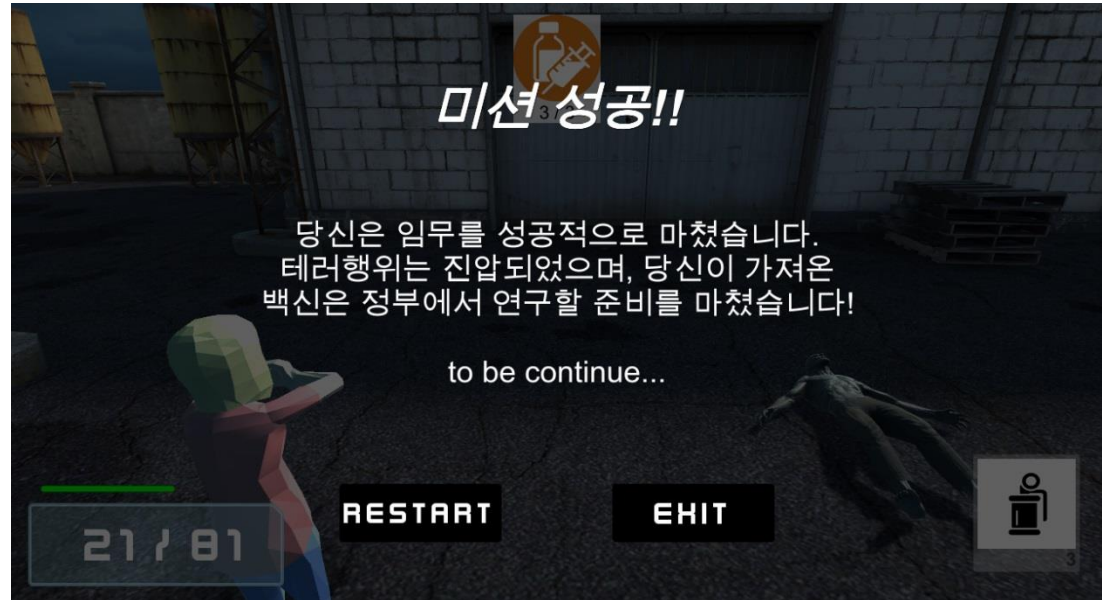 미션 성공!!
당신은 임무를 성공적으로 마쳤습니다.
테러행위는 진압되었으며, 당신이 가져온
백신은 정부에서 연구할 준비를 마쳤습니다!
to be continue...
RESTART
EXIT
21 / 81
3